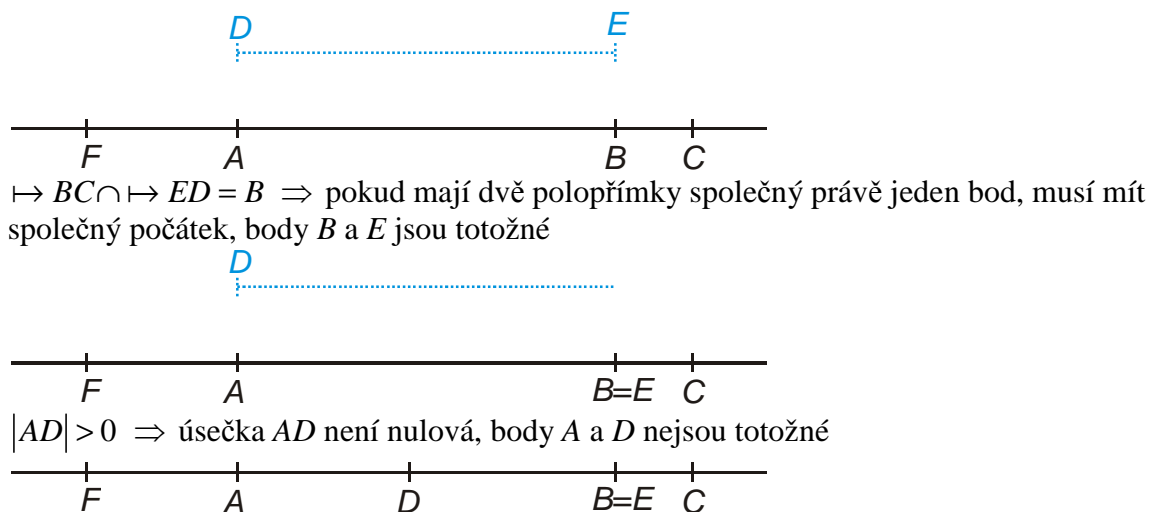 D E
F A B C
↦ BC ∩ ↦ ED = B ⇒ pokud mají dvě polopřímky společný právě jeden bod, musí mít
společný počátek, body B a E jsou totožné
D
F A B=E C
|AD| > 0 ⇒ úsečka AD není nulová, body A a D nejsou totožné
F A D B=E C